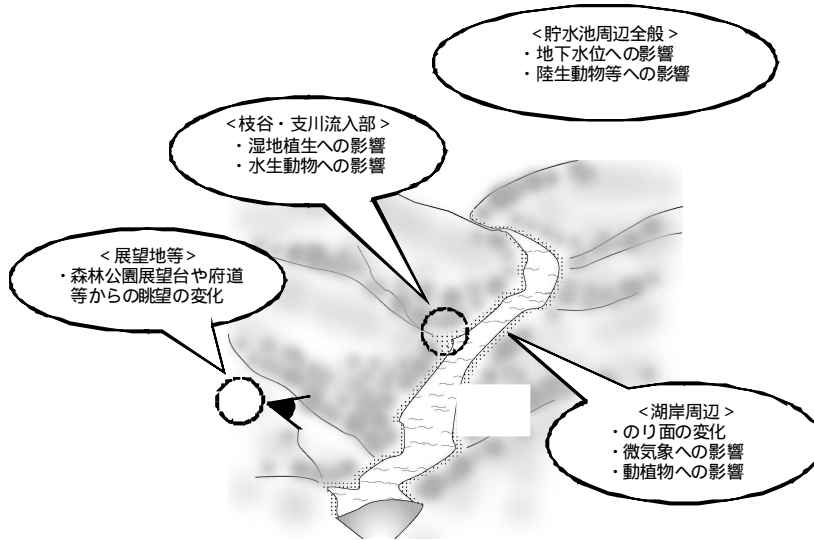 <貯水池周辺全般>
・地下水位への影響
・陸生動物等への影響
<枝谷・支川流入部>
・湿地植生への影響
・水生動物への影響
<展望地等>
・森林公園展望台や府道
等からの眺望の変化
<湖岸周辺>
・のり面の変化
・微気象への影響
・動植物への影響